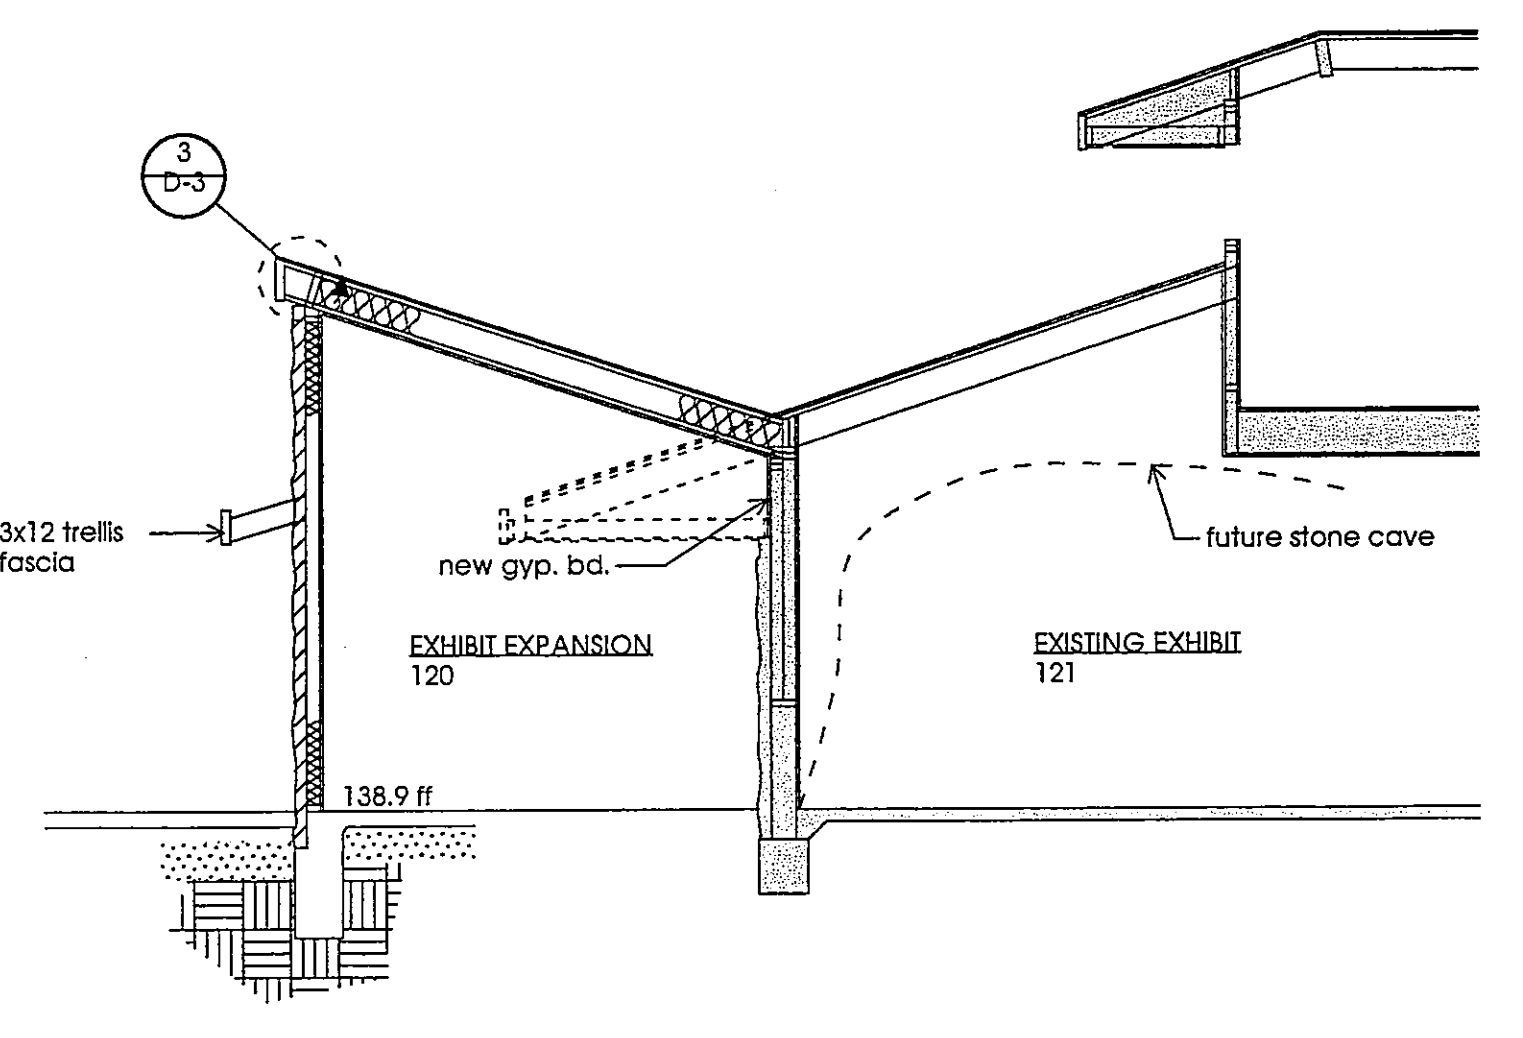 3
D-3
3x12 trellis
fascia
new gyp. bd.
future stone cave
EXHIBIT EXPANSION
120
EXISTING EXHIBIT
121
138.9 ff